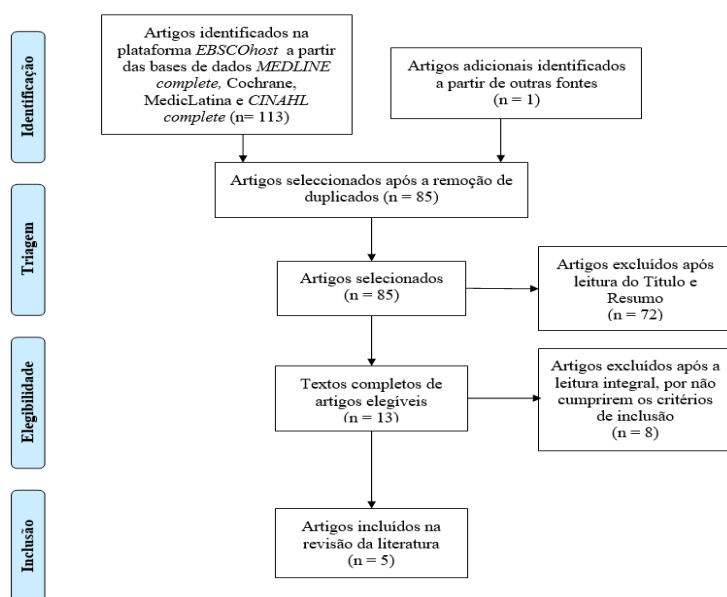 Identificação
Artigos identificados na
plataforma EBSCOhost a partir
das bases de dados MEDLINE
complete, Cochrane,
MedicLatina e CINAHL
complete (n= 113)
Artigos adicionais identificados
a partir de outras fontes
(n = 1)
Triagem
Artigos seleccionados após a remoção de
duplicados (n = 85)
Artigos selecionados
(n = 85)
Artigos excluídos após
leitura do Título e
Resumo
(n = 72)
Elegibilidade
Textos completos de
artigos elegíveis
(n = 13)
Artigos excluídos após a
leitura integral, por não
cumprirem os critérios
de inclusão
(n = 8)
Inclusão
Artigos incluídos na
revisão da literatura
(n = 5)